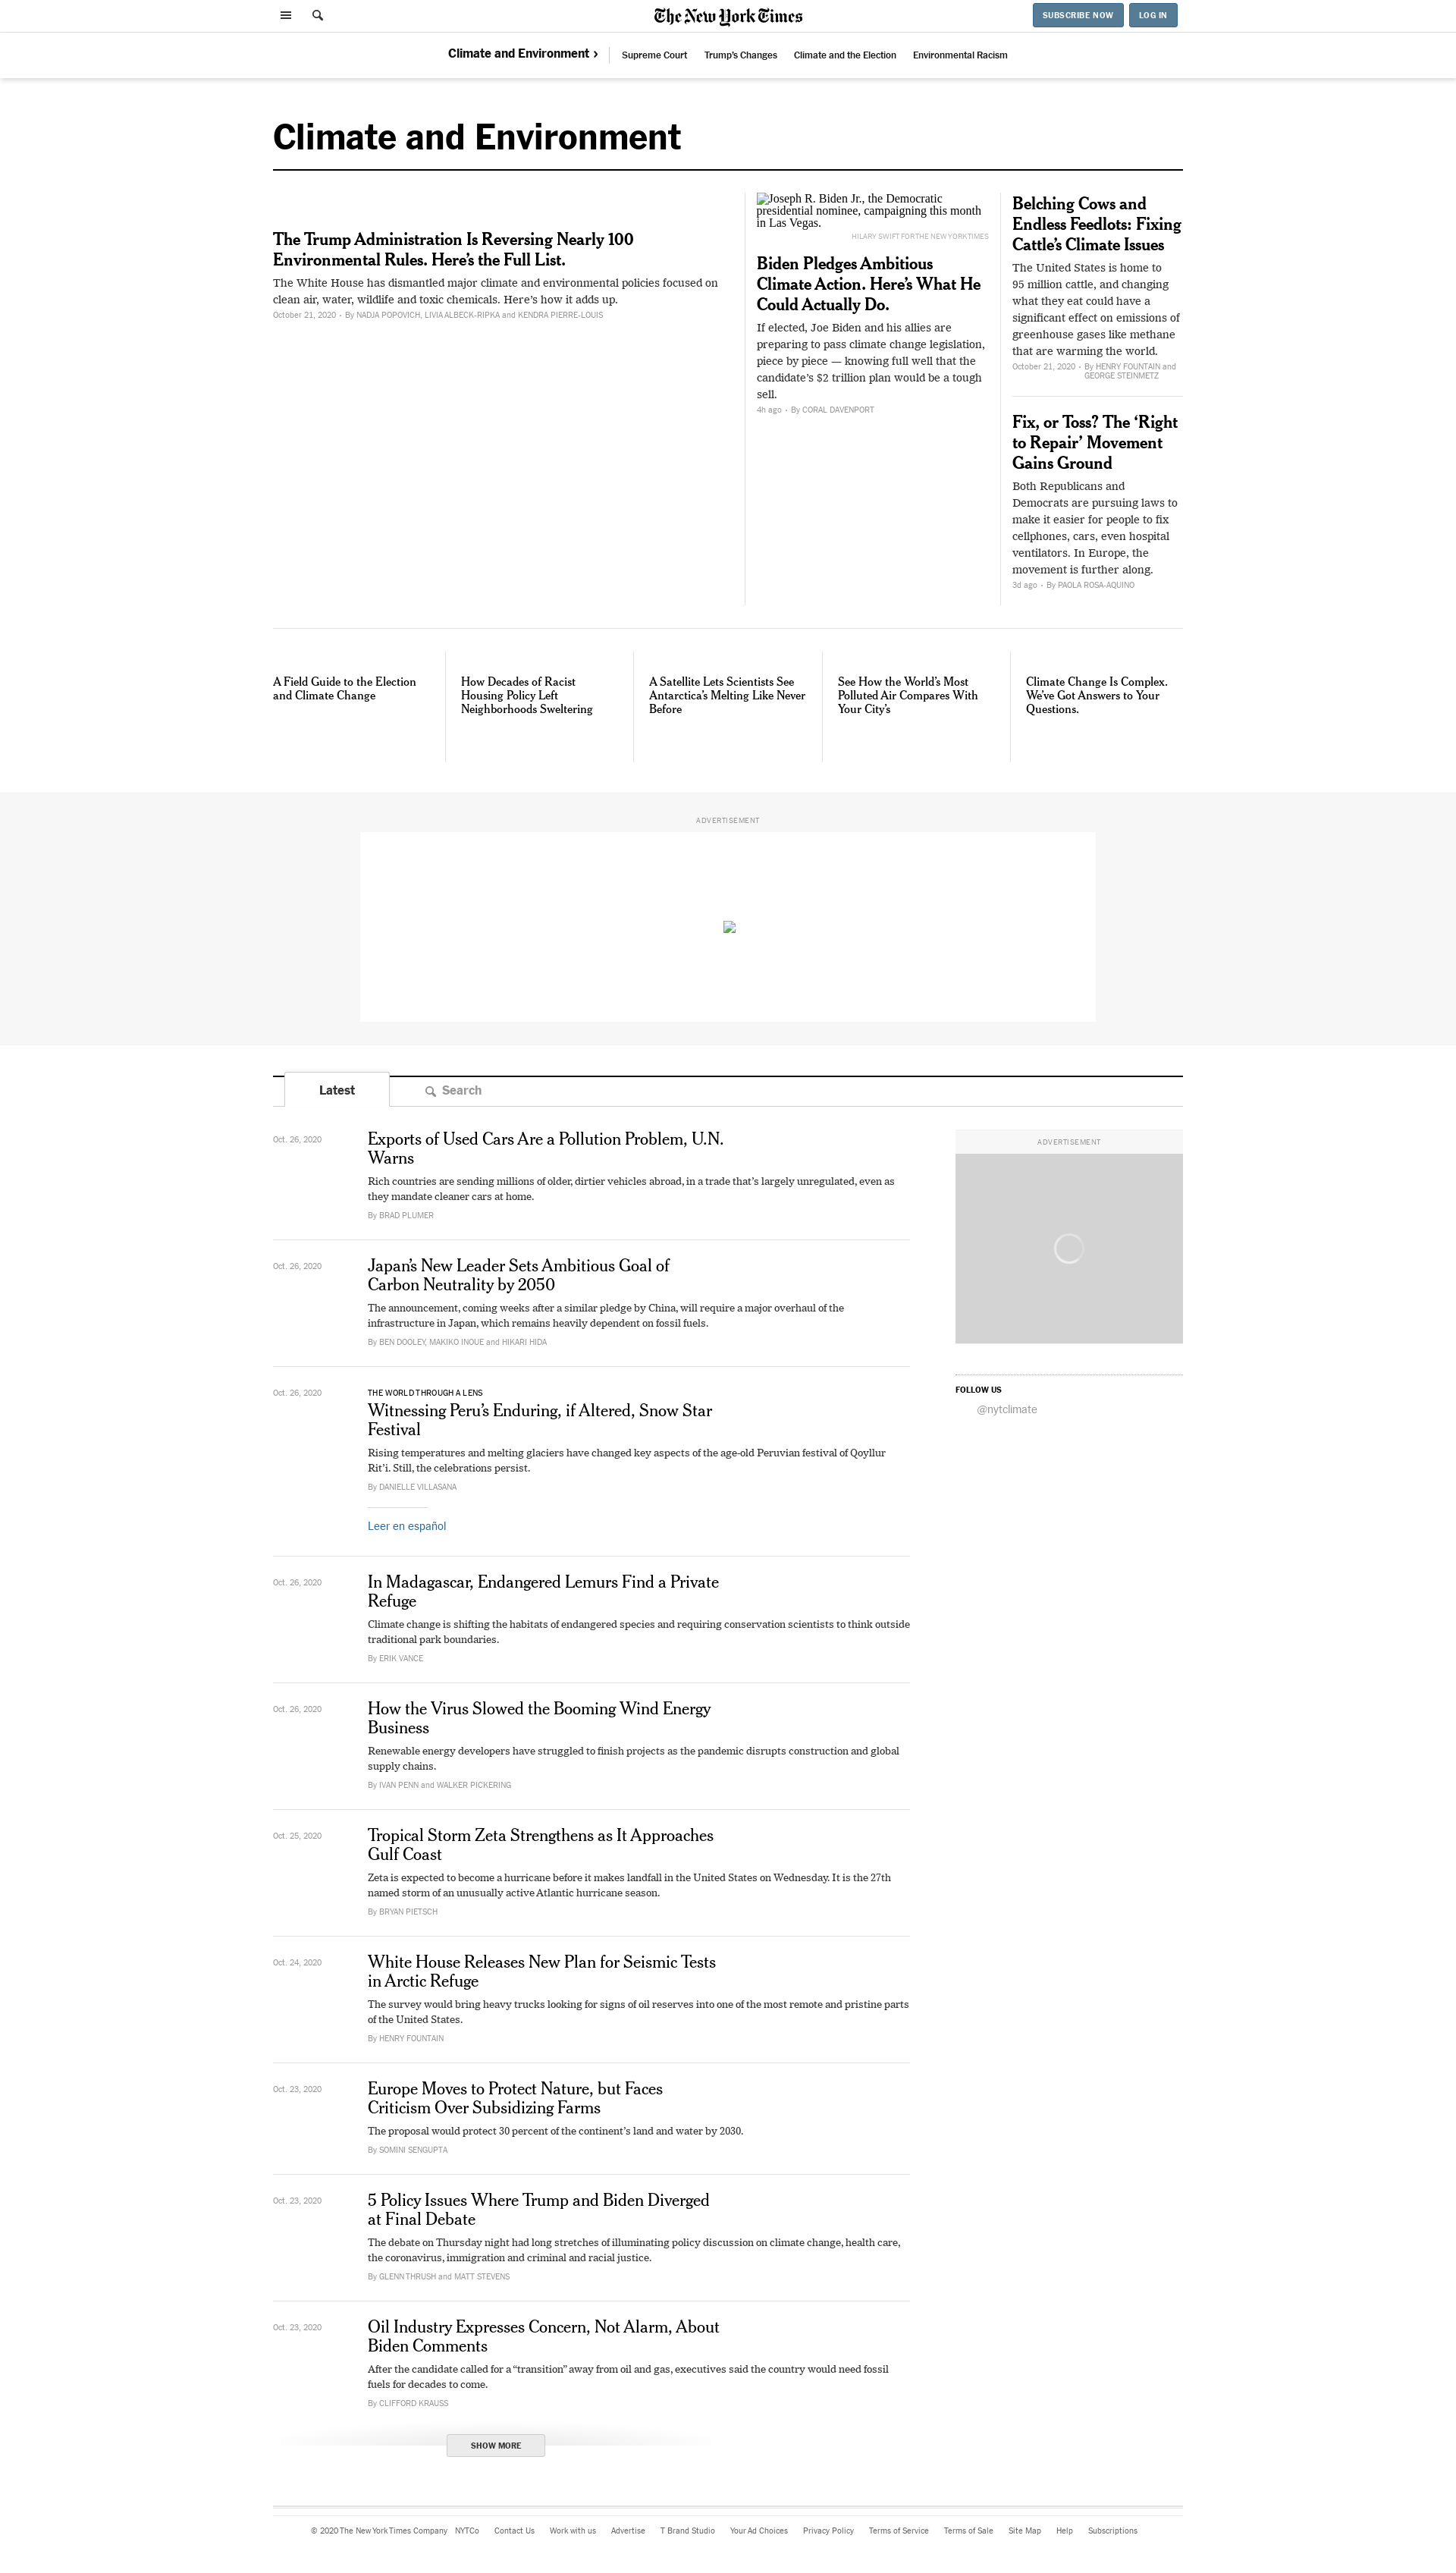 The New York Times
SUBSCRIBE NOW
LOG IN
Climate and Environment ›
Supreme Court
Trump's Changes
Climate and the Election
Environmental Racism
Climate and Environment
The Trump Administration Is Reversing Nearly 100
Environmental Rules. Here's the Full List.
The White House has dismantled major climate and environmental policies focused on
clean air, water, wildlife and toxic chemicals. Here's how it adds up.
October 21, 2020 • By NADJA POPOVICH, LIVIA ALBECK-RIPKA and KENDRA PIERRE-LOUIS
Joseph R. Biden Jr., the Democratic
presidential nominee, campaigning this month
in Las Vegas.
HILARY SWIFT FOR THE NEW YORK TIMES
Biden Pledges Ambitious
Climate Action. Here's What He
Could Actually Do.
If elected, Joe Biden and his allies are
preparing to pass climate change legislation,
piece by piece — knowing full well that the
candidate's $2 trillion plan would be a tough
sell.
4h ago • By CORAL DAVENPORT
Belching Cows and
Endless Feedlots: Fixing
Cattle's Climate Issues
The United States is home to
95 million cattle, and changing
what they eat could have a
significant effect on emissions of
greenhouse gases like methane
that are warming the world.
October 21, 2020 • By HENRY FOUNTAIN and
GEORGE STEINMETZ
Fix, or Toss? The ‘Right
to Repair’ Movement
Gains Ground
Both Republicans and
Democrats are pursuing laws to
make it easier for people to fix
cellphones, cars, even hospital
ventilators. In Europe, the
movement is further along.
3d ago • By PAOLA ROSA-AQUINO
A Field Guide to the Election
and Climate Change
How Decades of Racist
Housing Policy Left
Neighborhoods Sweltering
A Satellite Lets Scientists See
Antarctica's Melting Like Never
Before
See How the World's Most
Polluted Air Compares With
Your City's
Climate Change Is Complex.
We've Got Answers to Your
Questions.
ADVERTISEMENT
Latest
Search
Oct. 26, 2020
Exports of Used Cars Are a Pollution Problem, U.N.
Warns
Rich countries are sending millions of older, dirtier vehicles abroad, in a trade that's largely unregulated, even as
they mandate cleaner cars at home.
By BRAD PLUMER
ADVERTISEMENT
Oct. 26, 2020
Japan's New Leader Sets Ambitious Goal of
Carbon Neutrality by 2050
The announcement, coming weeks after a similar pledge by China, will require a major overhaul of the
infrastructure in Japan, which remains heavily dependent on fossil fuels.
By BEN DOOLEY, MAKIKO INOUE and HIKARI HIDA
FOLLOW US
@nytclimate
Oct. 26, 2020
THE WORLD THROUGH A LENS
Witnessing Peru's Enduring, if Altered, Snow Star
Festival
Rising temperatures and melting glaciers have changed key aspects of the age-old Peruvian festival of Qoyllur
Rit'i. Still, the celebrations persist.
By DANIELLE VILLASANA
Leer en español
Oct. 26, 2020
In Madagascar, Endangered Lemurs Find a Private
Refuge
Climate change is shifting the habitats of endangered species and requiring conservation scientists to think outside
traditional park boundaries.
By ERIK VANCE
Oct. 26, 2020
How the Virus Slowed the Booming Wind Energy
Business
Renewable energy developers have struggled to finish projects as the pandemic disrupts construction and global
supply chains.
By IVAN PENN and WALKER PICKERING
Oct. 25, 2020
Tropical Storm Zeta Strengthens as It Approaches
Gulf Coast
Zeta is expected to become a hurricane before it makes landfall in the United States on Wednesday. It is the 27th
named storm of an unusually active Atlantic hurricane season.
By BRYAN PIETSCH
Oct. 24, 2020
White House Releases New Plan for Seismic Tests
in Arctic Refuge
The survey would bring heavy trucks looking for signs of oil reserves into one of the most remote and pristine parts
of the United States.
By HENRY FOUNTAIN
Oct. 23, 2020
Europe Moves to Protect Nature, but Faces
Criticism Over Subsidizing Farms
The proposal would protect 30 percent of the continent's land and water by 2030.
By SOMINI SENGUPTA
Oct. 23, 2020
5 Policy Issues Where Trump and Biden Diverged
at Final Debate
The debate on Thursday night had long stretches of illuminating policy discussion on climate change, health care,
the coronavirus, immigration and criminal and racial justice.
By GLENN THRUSH and MATT STEVENS
Oct. 23, 2020
Oil Industry Expresses Concern, Not Alarm, About
Biden Comments
After the candidate called for a “transition” away from oil and gas, executives said the country would need fossil
fuels for decades to come.
By CLIFFORD KRAUSS
SHOW MORE
© 2020 The New York Times Company
NYTCo
Contact Us
Work with us
Advertise
T Brand Studio
Your Ad Choices
Privacy Policy
Terms of Service
Terms of Sale
Site Map
Help
Subscriptions